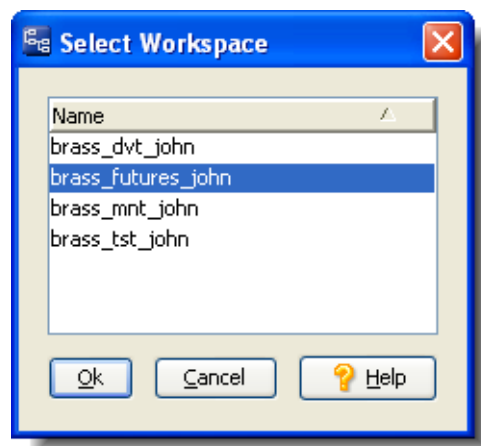 Select Workspace
Name
brass_dvt_john
brass_futures_john
brass_mnt_john
brass_tst_john
Ok Cancel Help